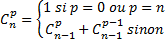 C_n^p = { 1 si p = 0 ou p = n
C_{n-1}^p + C_{n-1}^{p-1} sinon